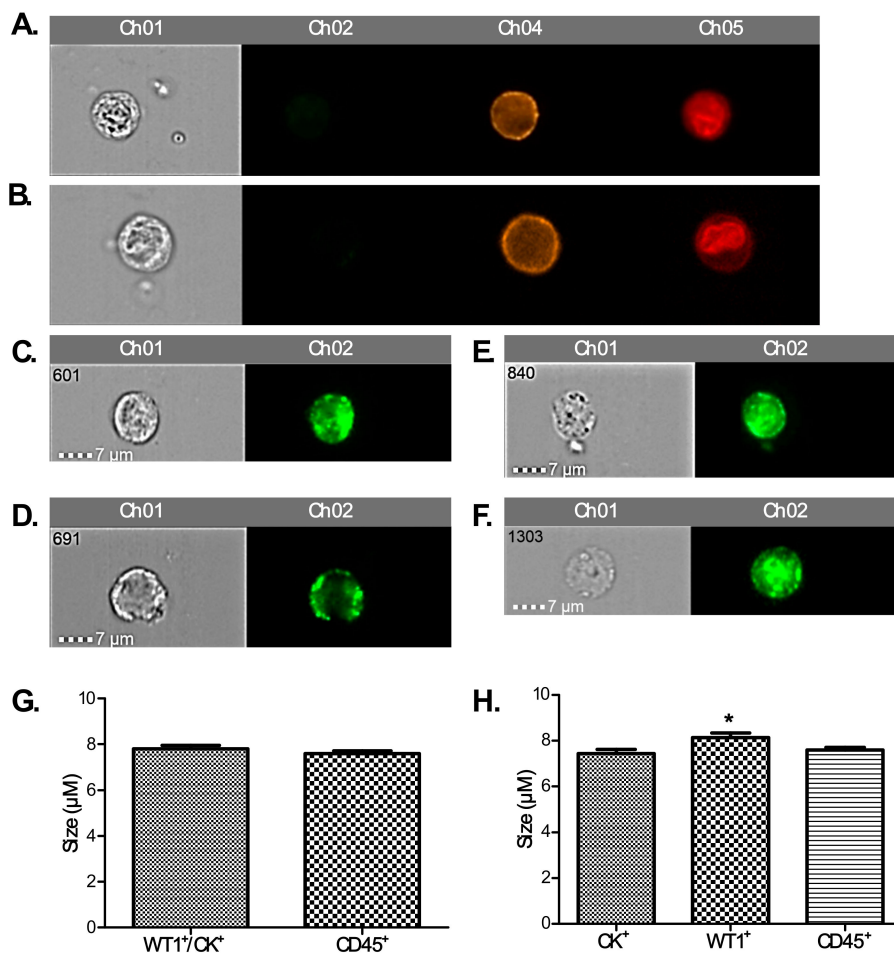 A.
Ch01 Ch02 Ch04 Ch05
B.
C.
Ch01 Ch02
601
7 µm
E.
Ch01 Ch02
840
7 µm
D.
Ch01 Ch02
691
7 µm
F.
Ch01 Ch02
1303
7 µm
G.
10
8
6
4
2
0
Size (µM)
WT1⁺/CK⁺ CD45⁺
H.
10
8
6
4
2
0
Size (µM)
*
CK⁺ WT1⁺ CD45⁺